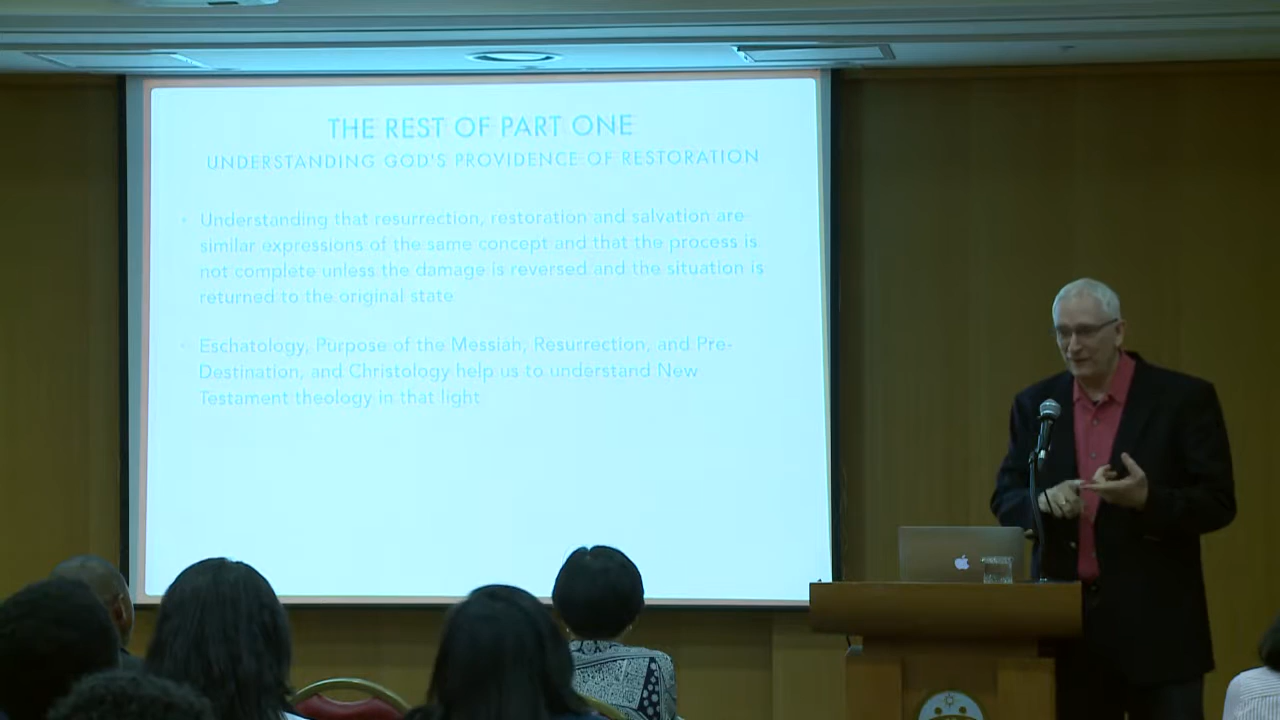 THE REST OF PART ONE
UNDERSTANDING GOD'S PROVIDENCE OF RESTORATION
• Understanding that resurrection, restoration and salvation are
similar expressions of the same concept and that the process is
not complete unless the damage is reversed and the situation is
returned to the original state
• Eschatology, Purpose of the Messiah, Resurrection, and Pre-
Destination, and Christology help us to understand New
Testament theology in that light